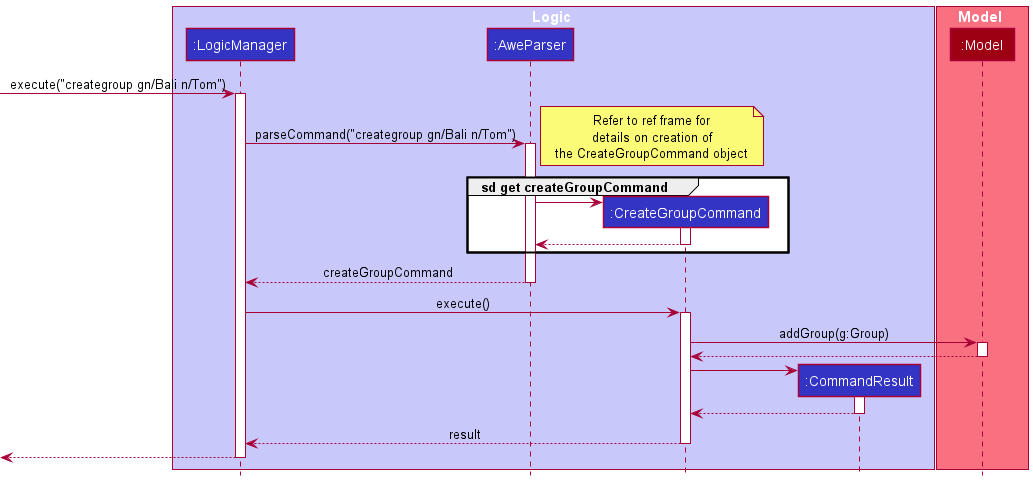 Logic
Model
:LogicManager
:AweParser
:Model
execute("creategroup gn/Bali n/Tom")
Refer to ref frame for
details on creation of
the CreateGroupCommand object
parseCommand("creategroup gn/Bali n/Tom")
sd get createGroupCommand
:CreateGroupCommand
createGroupCommand
execute()
addGroup(g:Group)
:CommandResult
result